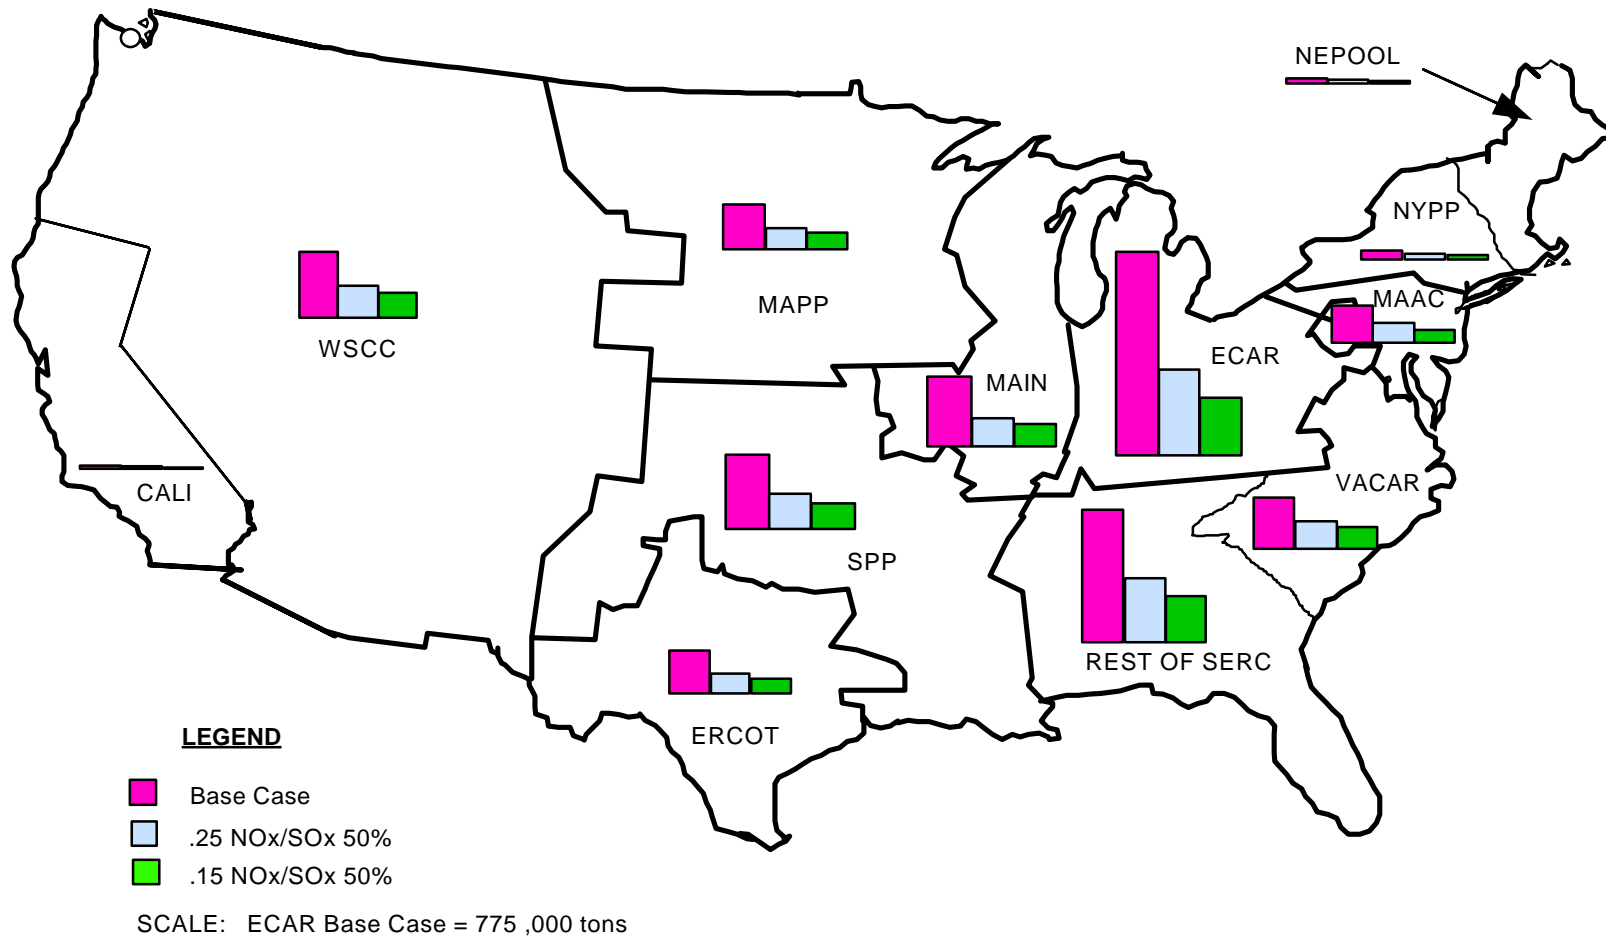 NEPOOL
NYPP
MAPP
MAAC
WSCC
ECAR
MAIN
CALI
VACAR
SPP
REST OF SERC
ERCOT
LEGEND
Base Case
.25 NOx/SOx 50%
.15 NOx/SOx 50%
SCALE: ECAR Base Case = 775 ,000 tons